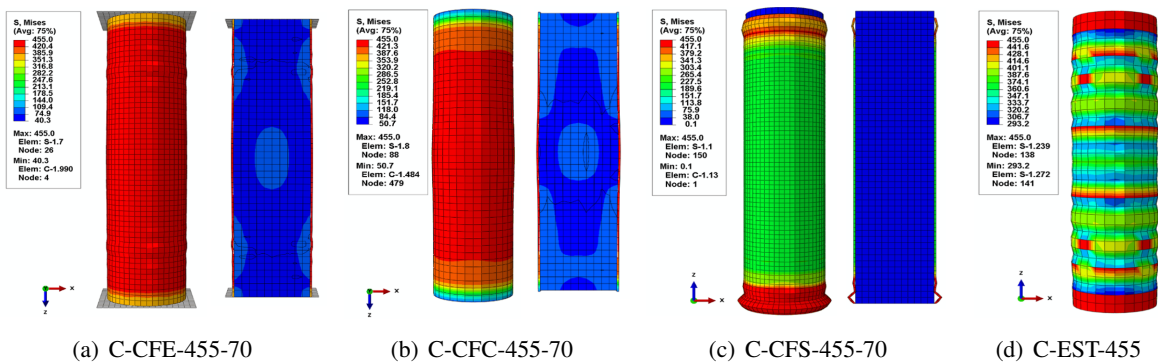 S, Mises
(Avg: 75%)
455.0
420.4
385.9
351.3
316.8
282.2
247.6
213.1
178.5
144.0
109.4
74.9
40.3
Max: 455.0
Elem: S-1.7
Node: 26
Min: 40.3
Elem: C-1.990
Node: 4
X
Z
(a) C-CFE-455-70
S, Mises
(Avg: 75%)
455.0
421.3
387.6
353.9
320.2
286.5
252.8
219.1
185.4
151.7
118.0
84.4
50.7
Max: 455.0
Elem: S-1.8
Node: 88
Min: 50.7
Elem: C-1.484
Node: 479
X
Z
(b) C-CFC-455-70
S, Mises
(Avg: 75%)
455.0
417.1
379.2
341.3
303.4
265.4
227.5
189.6
151.7
113.8
75.9
38.0
0.1
Max: 455.0
Elem: S-1.1
Node: 150
Min: 0.1
Elem: C-1.13
Node: 1
Z
X
(c) C-CFS-455-70
S, Mises
(Avg: 75%)
455.0
441.6
428.1
414.6
401.1
387.6
374.1
360.6
347.1
333.7
320.2
306.7
293.2
Max: 455.0
Elem: S-1.239
Node: 138
Min: 293.2
Elem: S-1.272
Node: 141
Z
X
(d) C-EST-455